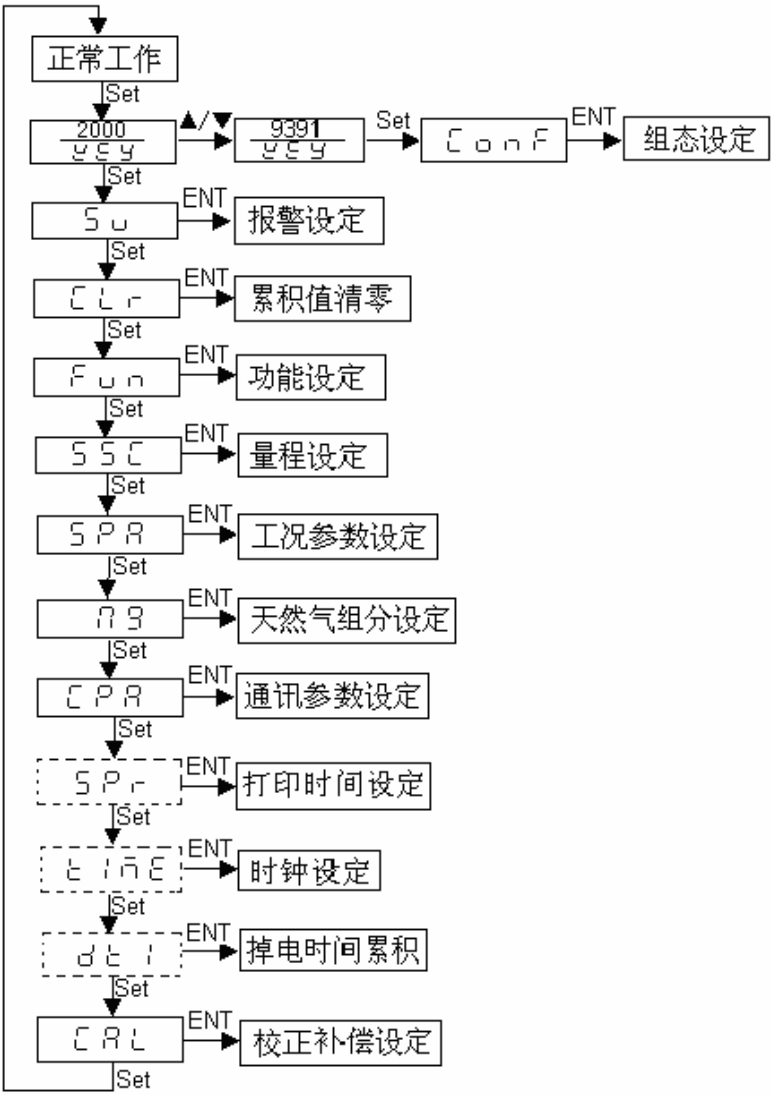 正常工作
Set
2000 ▲/▼ 9391 Set ConF ENT 组态设定
yEy yEy
Set
Su ENT 报警设定
Set
CLr ENT 累积值清零
Set
Fun ENT 功能设定
Set
SSC ENT 量程设定
Set
SPA ENT 工况参数设定
Set
n9 ENT 天然气组分设定
Set
CPA ENT 通讯参数设定
Set
SPr ENT 打印时间设定
Set
tImE ENT 时钟设定
Set
dt1 ENT 掉电时间累积
Set
CAL ENT 校正补偿设定
Set